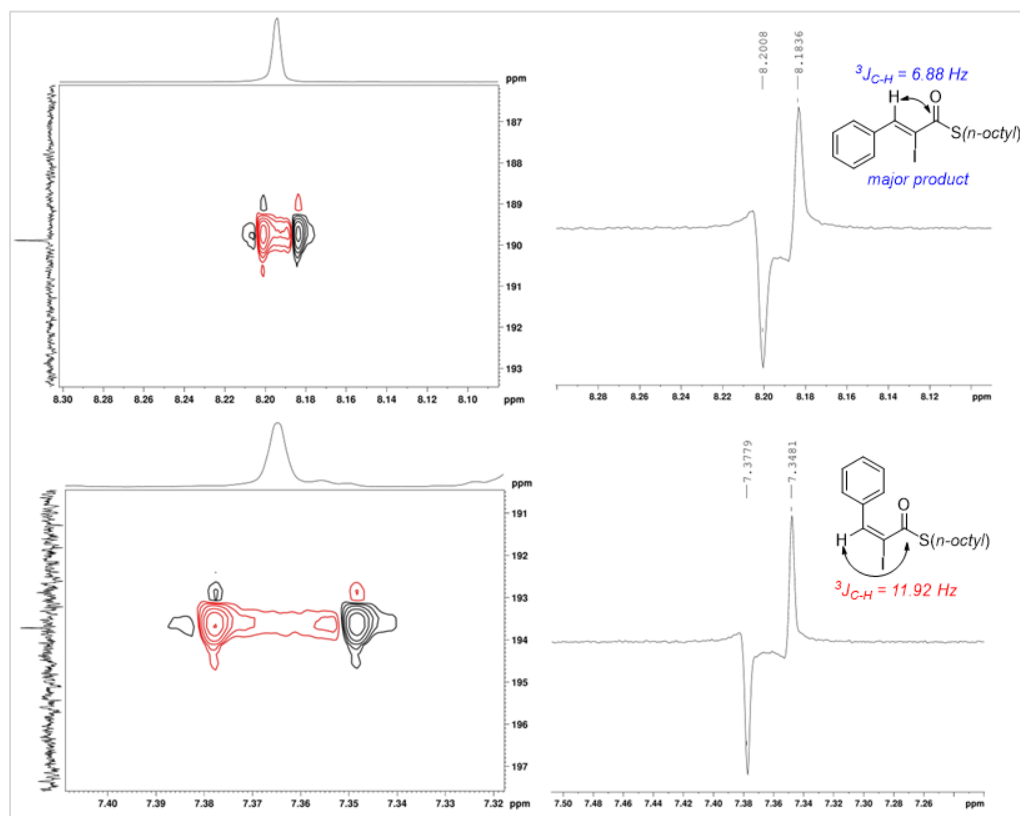 ppm
187
188
189
190
191
192
193
8.30 8.28 8.26 8.24 8.22 8.20 8.18 8.16 8.14 8.12 8.10 ppm
8.2008
8.1836
³J_C-H = 6.88 Hz
H O
S(n-octyl)
I
major product
8.28 8.26 8.24 8.22 8.20 8.18 8.16 8.14 8.12 ppm
ppm
191
192
193
194
195
196
197
7.40 7.39 7.38 7.37 7.36 7.35 7.34 7.33 7.32 ppm
7.3779
7.3481
O
H S(n-octyl)
I
³J_C-H = 11.92 Hz
7.50 7.48 7.46 7.44 7.42 7.40 7.38 7.36 7.34 7.32 7.30 7.28 7.26 ppm